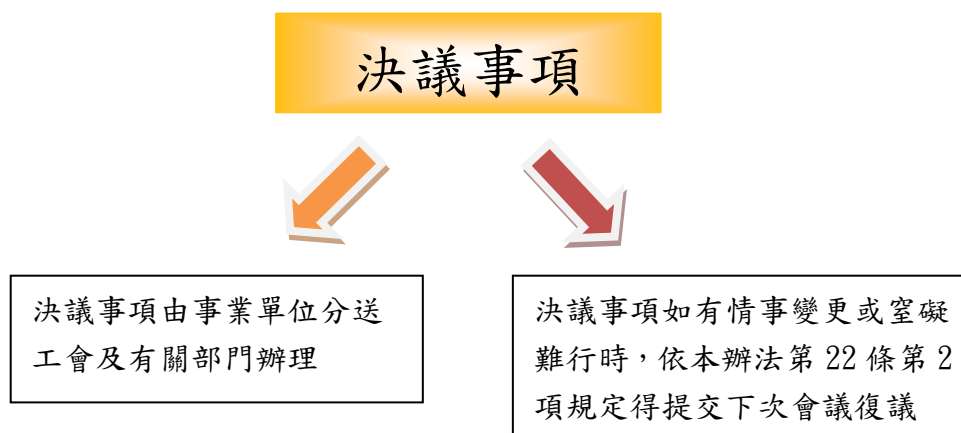 決議事項
決議事項由事業單位分送
工會及有關部門辦理
決議事項如有情事變更或窒礙
難行時，依本辦法第 22 條第 2
項規定得提交下次會議復議